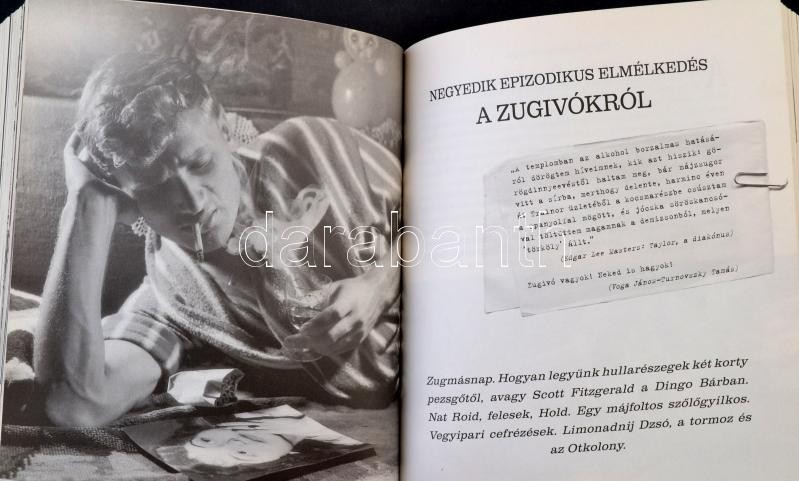 NEGYEDIK EPIZODIKUS ELMÉLKEDÉS
A ZUGIVÓKRÓL
„A templomban az alkohol borzalmas hatásá-
ról dörögtem híveimnek, kik azt hiszik: gö-
rögdinnyeevéstől haltam meg, bár májzsugor
vitt a sírba, merthogy delente, harminc éven
át Trainor üzletéből a kocsmarészbe csúsztam
a spanyolfal mögött, és jócska söröskancsó-
val töltöttem magamnak a demizsonból, melyen
'törköly' állt."
(Edgar Lee Masters: Taylor, a diakónus)
Zugivó vagyok! Neked is hagyok!
(Voga János-Turnovszky Tamás)
darabanth
Zugmásnap. Hogyan legyünk hullarészegek két korty
pezsgőtől, avagy Scott Fitzgerald a Dingo Bárban.
Nat Roid, felesek, Hold. Egy májfoltos szőlőgyilkos.
Vegyipari cefrézések. Limonadnij Dzsó, a tormoz és
az Otkolony.